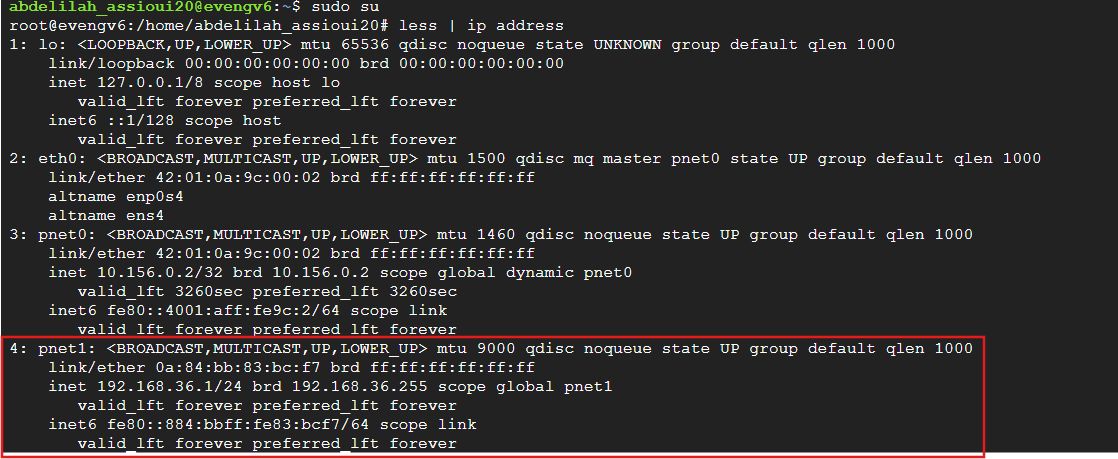 abdelilah_assioui20@evengv6:~$ sudo su
root@evengv6:/home/abdelilah_assioui20# less | ip address
1: lo: <LOOPBACK,UP,LOWER_UP> mtu 65536 qdisc noqueue state UNKNOWN group default qlen 1000
    link/loopback 00:00:00:00:00:00 brd 00:00:00:00:00:00
    inet 127.0.0.1/8 scope host lo
       valid_lft forever preferred_lft forever
    inet6 ::1/128 scope host
       valid_lft forever preferred_lft forever
2: eth0: <BROADCAST,MULTICAST,UP,LOWER_UP> mtu 1500 qdisc mq master pnet0 state UP group default qlen 1000
    link/ether 42:01:0a:9c:00:02 brd ff:ff:ff:ff:ff:ff
    altname enp0s4
    altname ens4
3: pnet0: <BROADCAST,MULTICAST,UP,LOWER_UP> mtu 1460 qdisc noqueue state UP group default qlen 1000
    link/ether 42:01:0a:9c:00:02 brd ff:ff:ff:ff:ff:ff
    inet 10.156.0.2/32 brd 10.156.0.2 scope global dynamic pnet0
       valid_lft 3260sec preferred_lft 3260sec
    inet6 fe80::4001:aff:fe9c:2/64 scope link
       valid_lft forever preferred_lft forever
4: pnet1: <BROADCAST,MULTICAST,UP,LOWER_UP> mtu 9000 qdisc noqueue state UP group default qlen 1000
    link/ether 0a:84:bb:83:bc:f7 brd ff:ff:ff:ff:ff:ff
    inet 192.168.36.1/24 brd 192.168.36.255 scope global pnet1
       valid_lft forever preferred_lft forever
    inet6 fe80::884:bbff:fe83:bcf7/64 scope link
       valid_lft forever preferred_lft forever